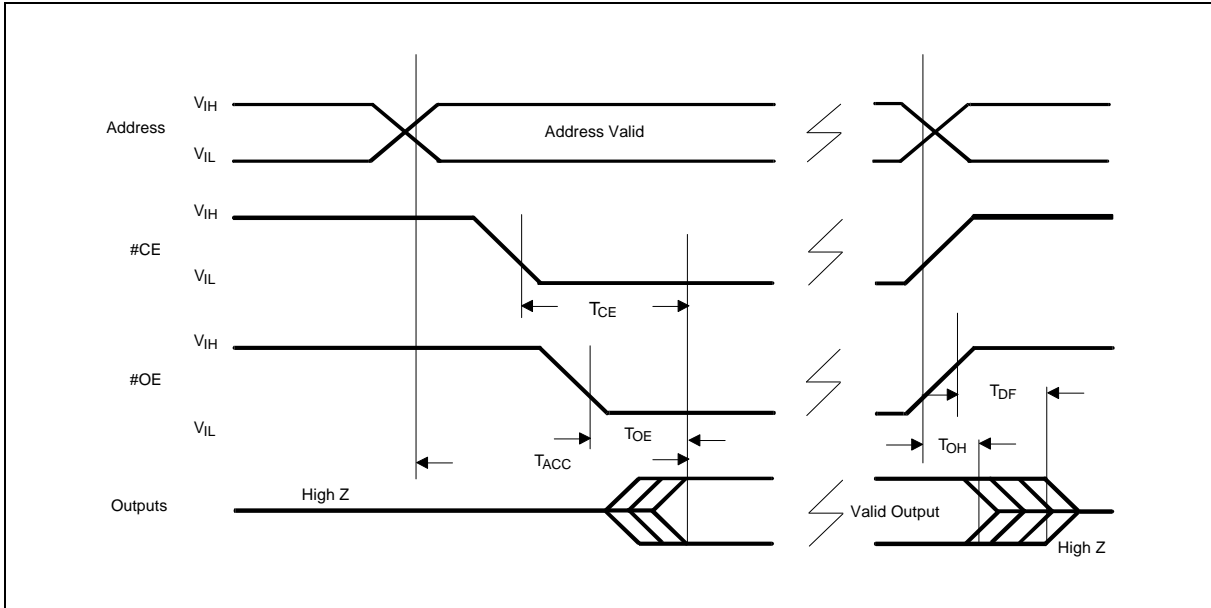 VIH
Address
Address Valid
VIL
VIH
#CE
VIL
TCE
VIH
#OE
TDF
VIL
TOE
TOH
TACC
High Z
Outputs
Valid Output
High Z